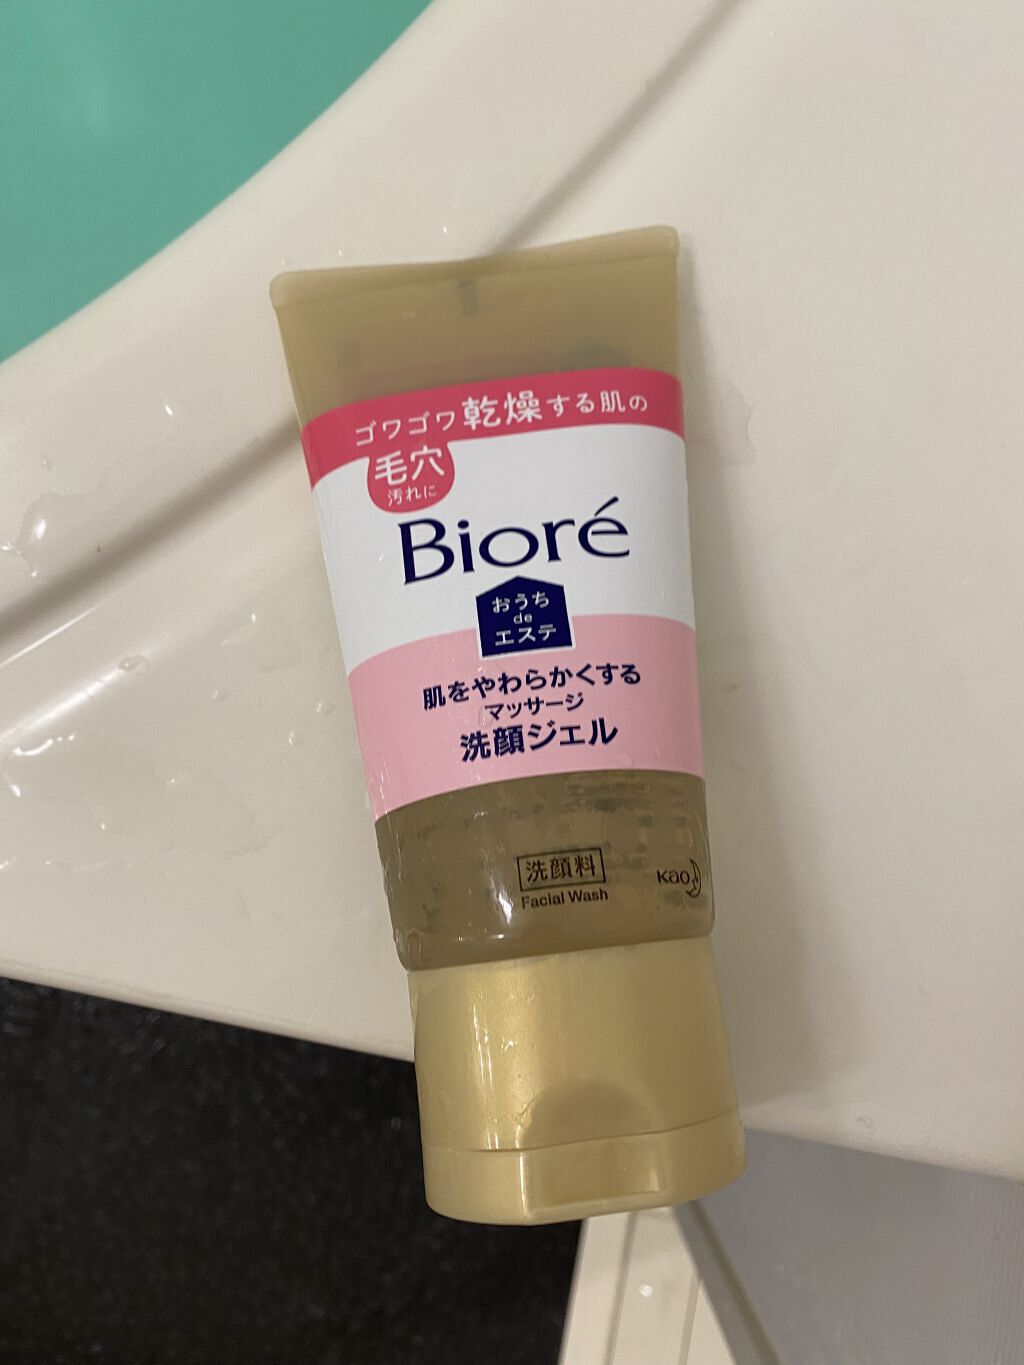 ゴワゴワ乾燥する肌の
毛穴
汚れに
Bioré
おうち
de
エステ
肌をやわらかくする
マッサージ
洗顔ジェル
洗顔料
Facial Wash
Kao